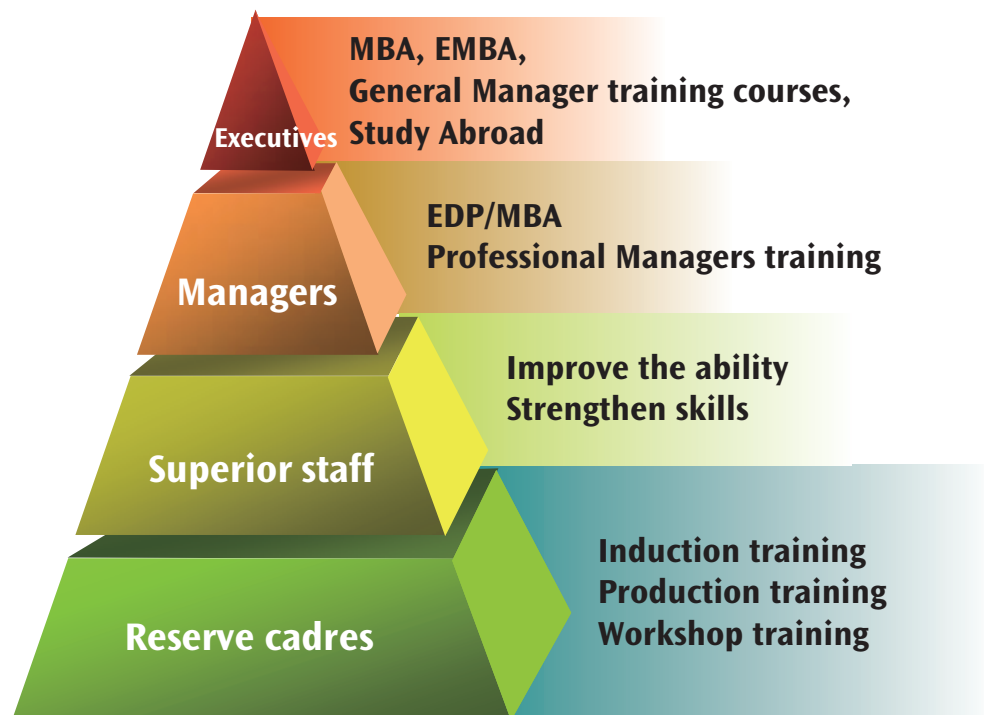 Executives
MBA, EMBA,
General Manager training courses,
Study Abroad
Managers
EDP/MBA
Professional Managers training
Superior staff
Improve the ability
Strengthen skills
Reserve cadres
Induction training
Production training
Workshop training